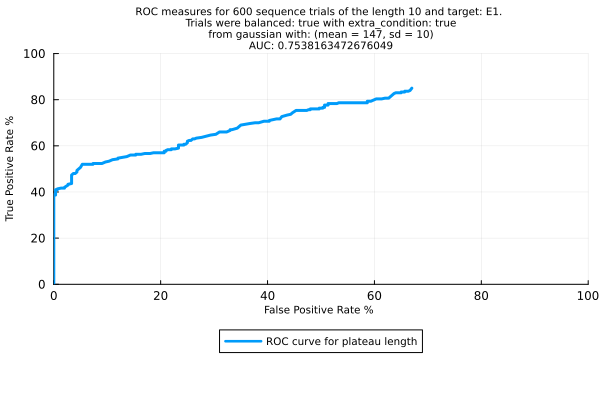 ROC measures for 600 sequence trials of the length 10 and target: E1.
Trials were balanced: true with extra_condition: true
from gaussian with: (mean = 147, sd = 10)
AUC: 0.7538163472676049
100
80
60
40
20
0
True Positive Rate %
0 20 40 60 80 100
False Positive Rate %
ROC curve for plateau length